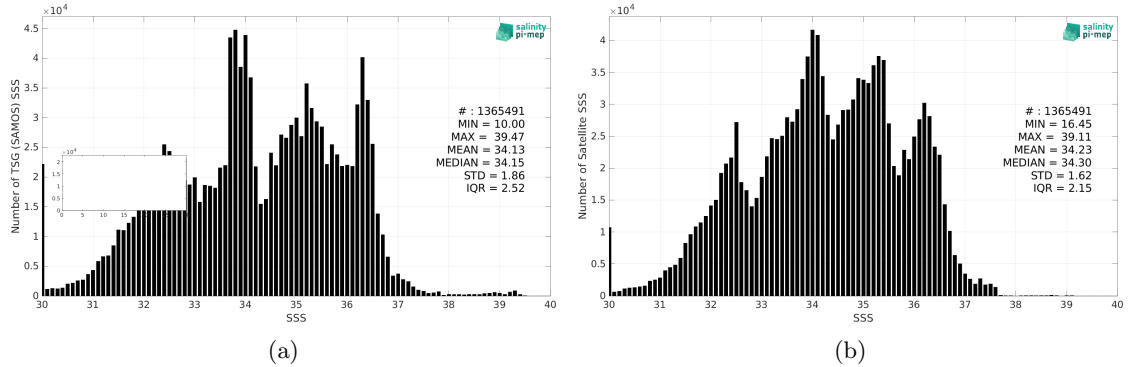 ×10⁴
4.5
4
3.5
3
2.5
2
1.5
1
0.5
0
Number of TSG (SAMOS) SSS
salinity
pi-mep
# : 1365491
MIN = 10.00
MAX = 39.47
MEAN = 34.13
MEDIAN = 34.15
STD = 1.86
IQR = 2.52
×10⁴
2
1.5
1
0.5
0
0 5 10 15 20 25
30 31 32 33 34 35 36 37 38 39 40
SSS
(a)
×10⁴
4
3.5
3
2.5
2
1.5
1
0.5
0
Number of Satellite SSS
salinity
pi-mep
# : 1365491
MIN = 16.45
MAX = 39.11
MEAN = 34.23
MEDIAN = 34.30
STD = 1.62
IQR = 2.15
30 31 32 33 34 35 36 37 38 39 40
SSS
(b)